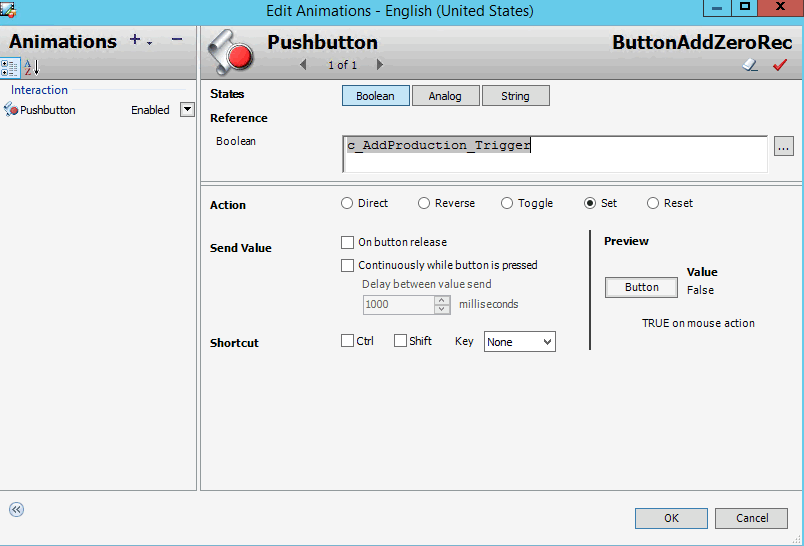 Edit Animations - English (United States)
Animations
Pushbutton
ButtonAddZeroRec
1 of 1
Interaction
Pushbutton Enabled
States Boolean Analog String
Reference
Boolean c_AddProduction_Trigger ...
Action Direct Reverse Toggle Set Reset
Send Value On button release
Continuously while button is pressed
Delay between value send
1000 milliseconds
Shortcut Ctrl Shift Key None
Preview
Button
Value
False
TRUE on mouse action
OK Cancel